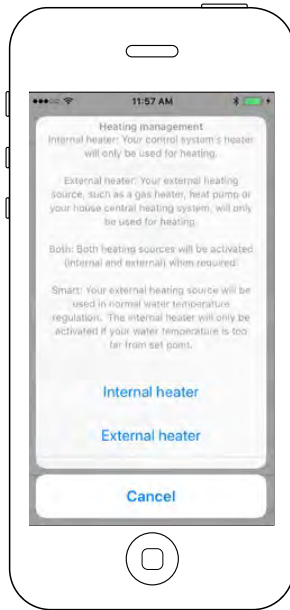 11:57 AM
Heating management
Internal heater: Your control system's heater
will only be used for heating.
External heater: Your external heating
source, such as a gas heater, heat pump or
your house central heating system, will only
be used for heating.
Both: Both heating sources will be activated
(internal and external) when required.
Smart: Your external heating source will be
used in normal water temperature
regulation. The internal heater will only be
activated if your water temperature is too
far from set point.
Internal heater
External heater
Cancel